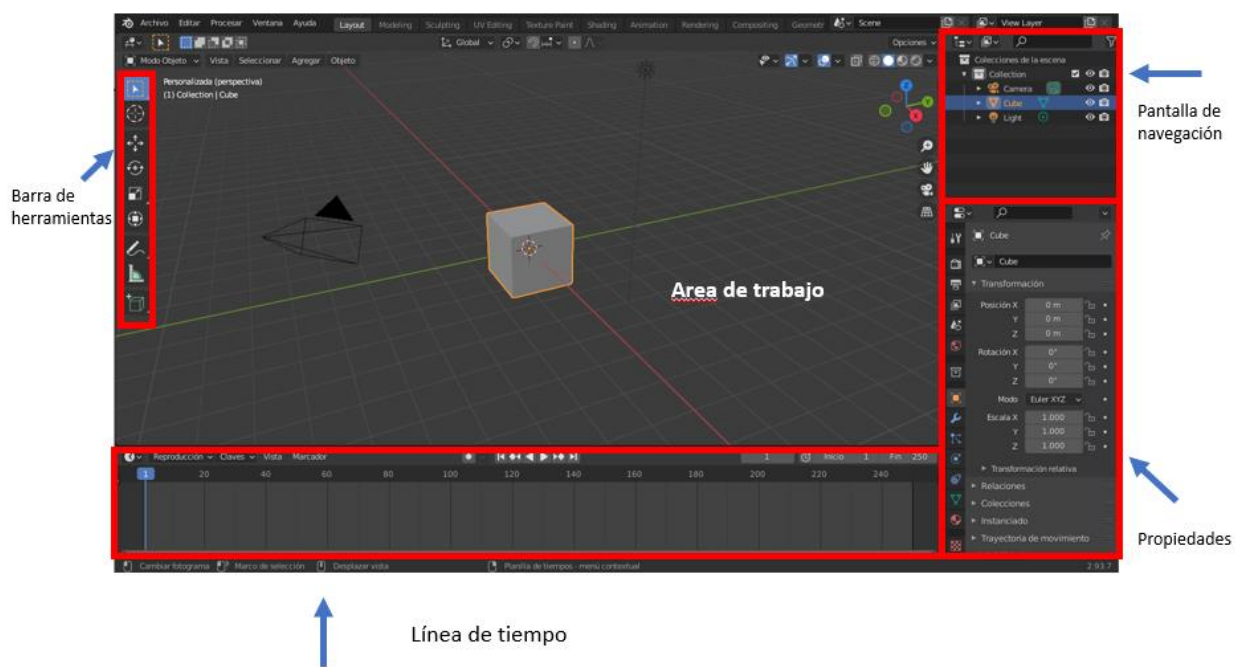 Archivo Editar Procesar Ventana Ayuda Layout Modeling Sculpting UV Editing Texture Paint Shading Animation Rendering Compositing Geometr Scene View Layer
Global Opciones
Modo Objeto Vista Seleccionar Agregar Objeto
Personalizada (perspectiva)
(1) Collection | Cube
Colecciones de la escena
Collection
Camera
Cube
Light
Pantalla de
navegación
Barra de
herramientas
X
Y
Z
Area de trabajo
Cube
Cube
Transformación
Posición X 0 m
Y 0 m
Z 0 m
Rotación X 0°
Y 0°
Z 0°
Modo Euler XYZ
Escala X 1.000
Y 1.000
Z 1.000
Transformación relativa
Relaciones
Colecciones
Instanciado
Trayectoria de movimiento
Propiedades
Reproducción Claves Vista Marcador 1 Inicio 1 Fin 250
1 20 40 60 80 100 120 140 160 180 200 220 240
Cambiar fotograma Marco de selección Desplazar vista Planilla de tiempos - menú contextual 2.93.7
Línea de tiempo